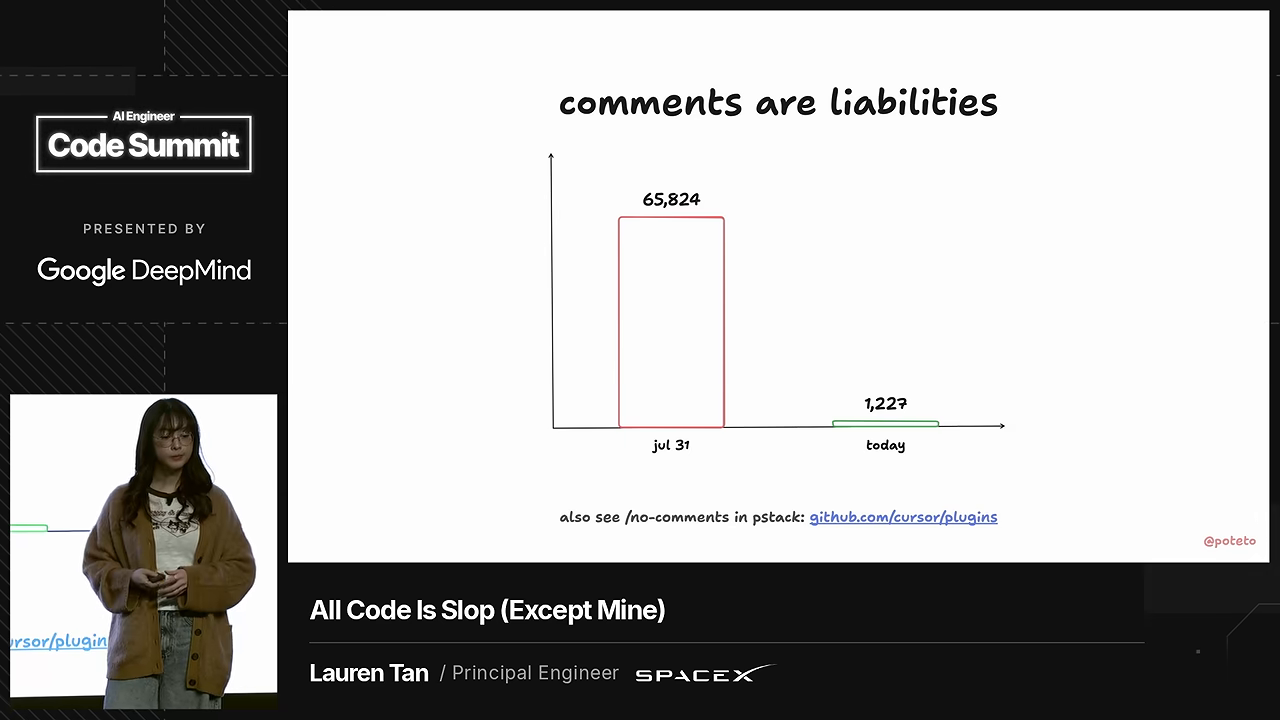 AI Engineer
Code Summit
PRESENTED BY
Google DeepMind
comments are liabilities
65,824
1,227
jul 31
today
also see /no-comments in pstack: github.com/cursor/plugins
@poteto
ursor/plugin
All Code Is Slop (Except Mine)
Lauren Tan / Principal Engineer SPACEX